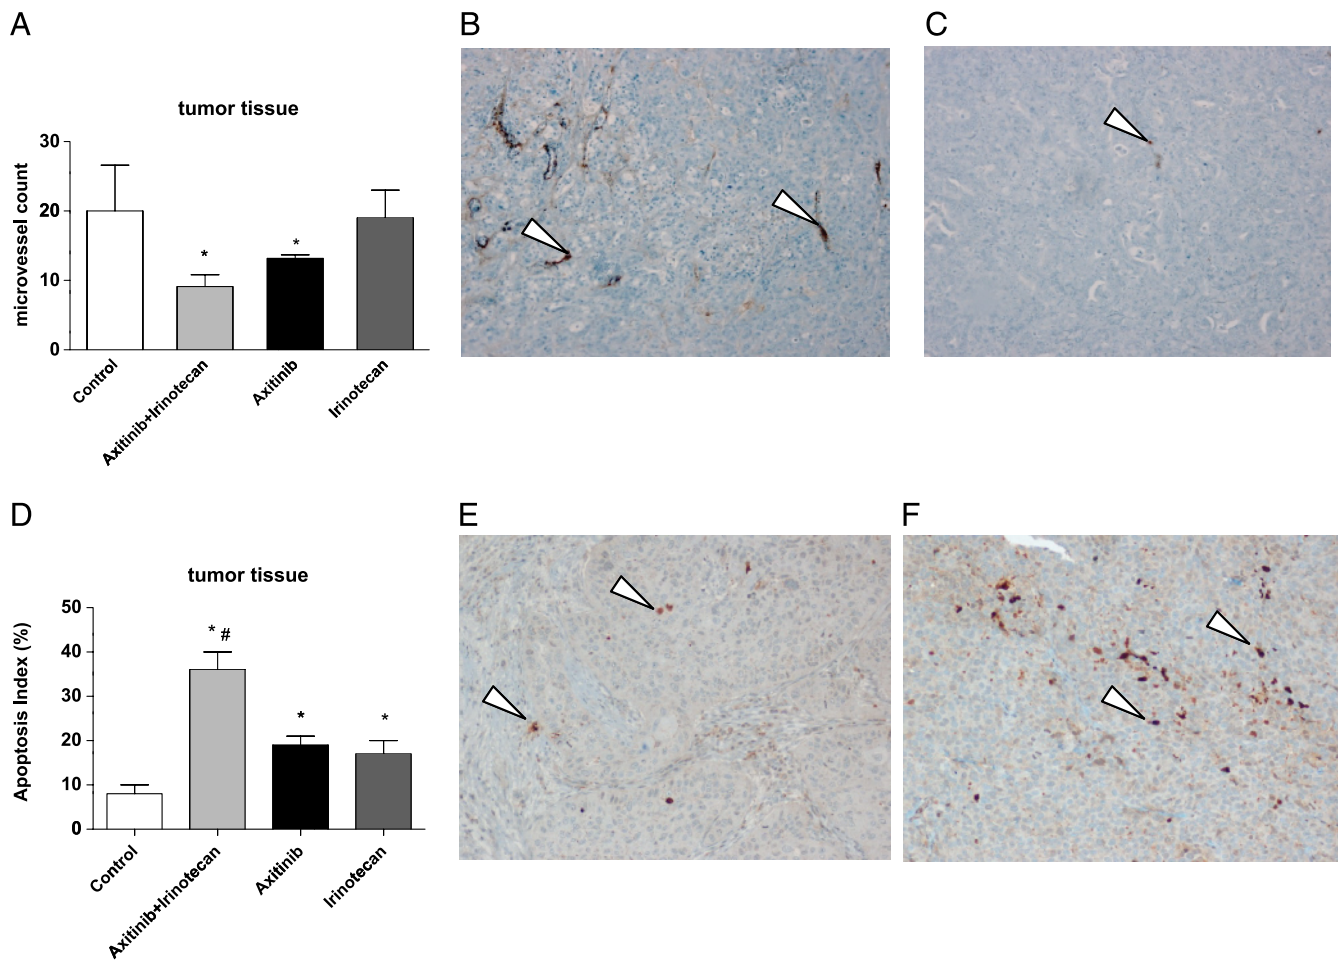 A
B
C
tumor tissue
microvessel count
30
20
10
0
*
*
Control
Axitinib+Irinotecan
Axitinib
Irinotecan
D
E
F
tumor tissue
Apoptosis Index (%)
50
40
30
20
10
0
* #
*
*
Control
Axitinib+Irinotecan
Axitinib
Irinotecan